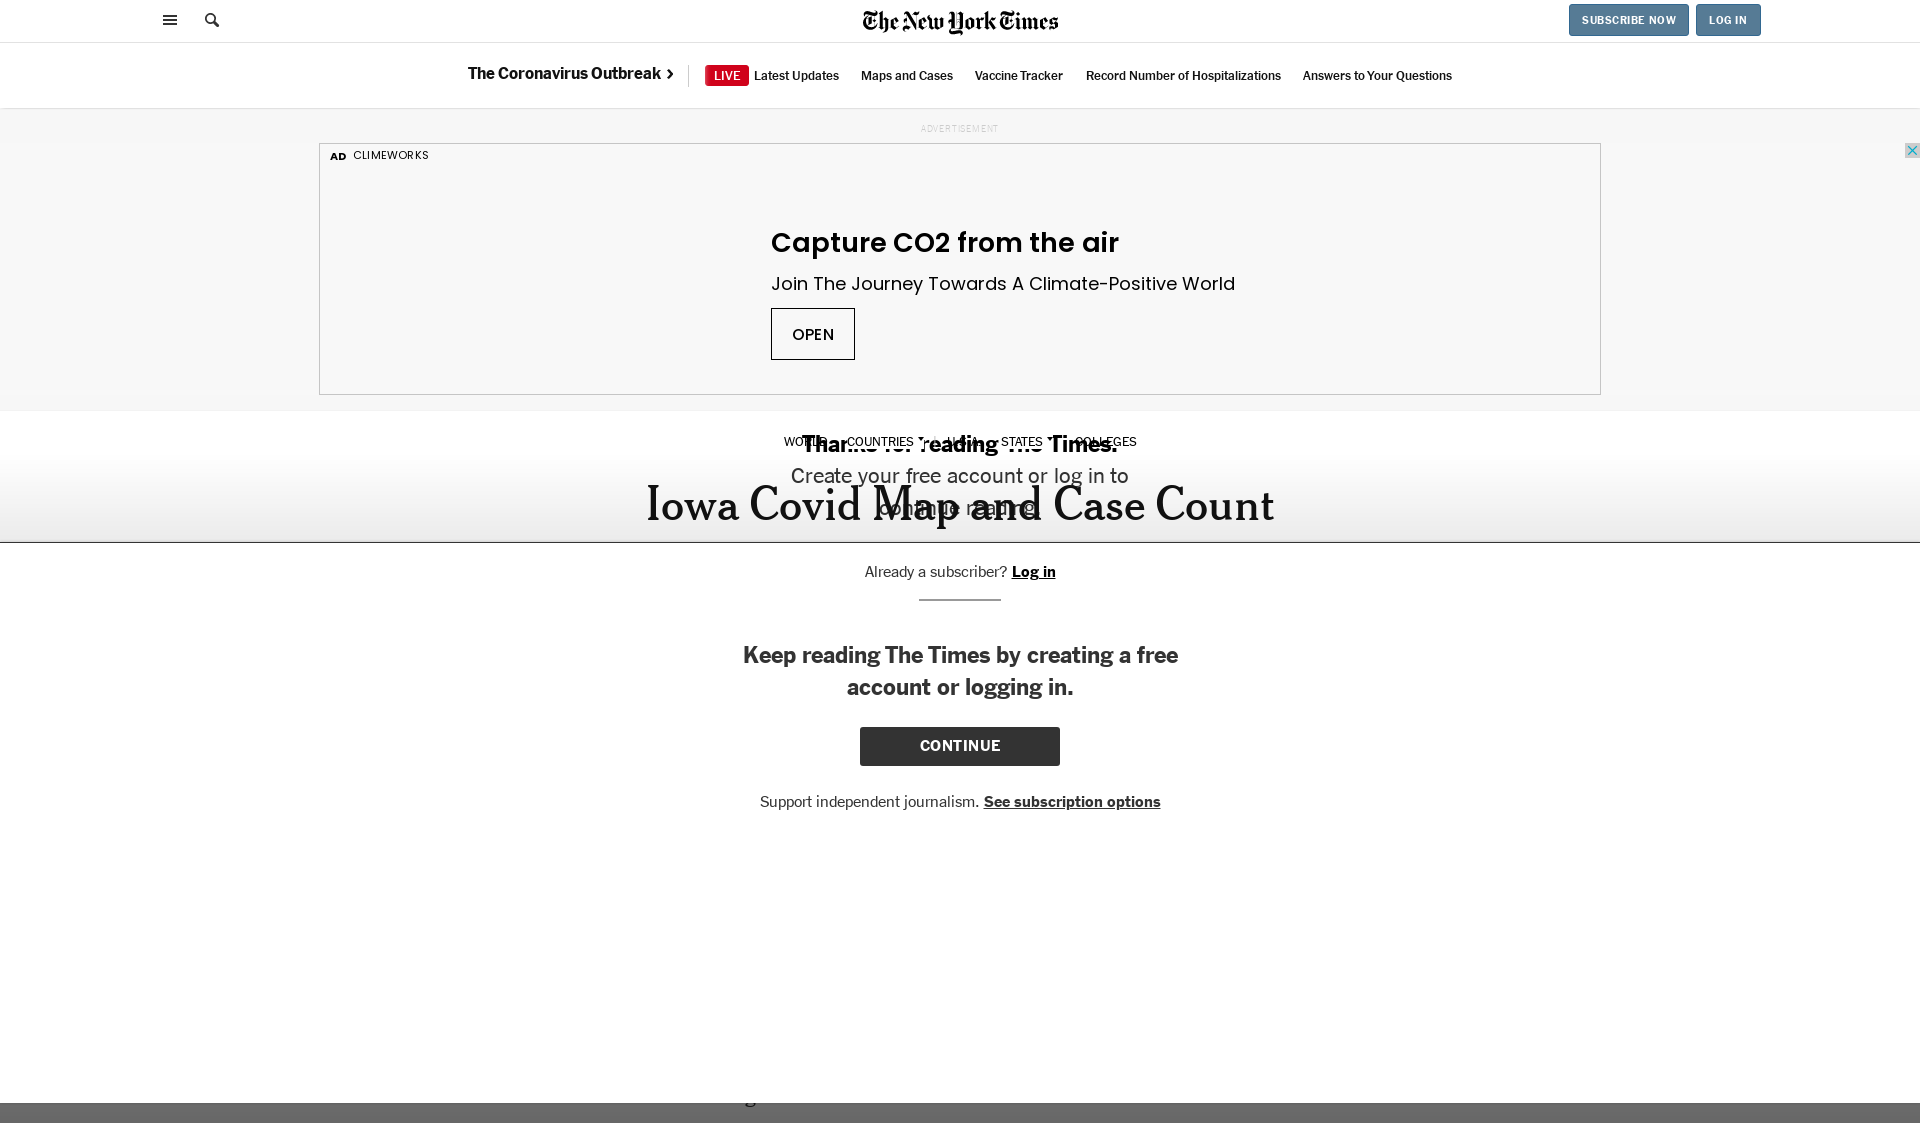 The New York Times
SUBSCRIBE NOW
LOG IN
The Coronavirus Outbreak
LIVE Latest Updates
Maps and Cases
Vaccine Tracker
Record Number of Hospitalizations
Answers to Your Questions
ADVERTISEMENT
AD CLIMEWORKS
Capture CO2 from the air
Join The Journey Towards A Climate-Positive World
OPEN
WORLD COUNTRIES U.S.A. STATES COLLEGES
Thanks for reading The Times.
Create your free account or log in to
continue reading.
Iowa Covid Map and Case Count
Already a subscriber? Log in
Keep reading The Times by creating a free
account or logging in.
CONTINUE
Support independent journalism. See subscription options